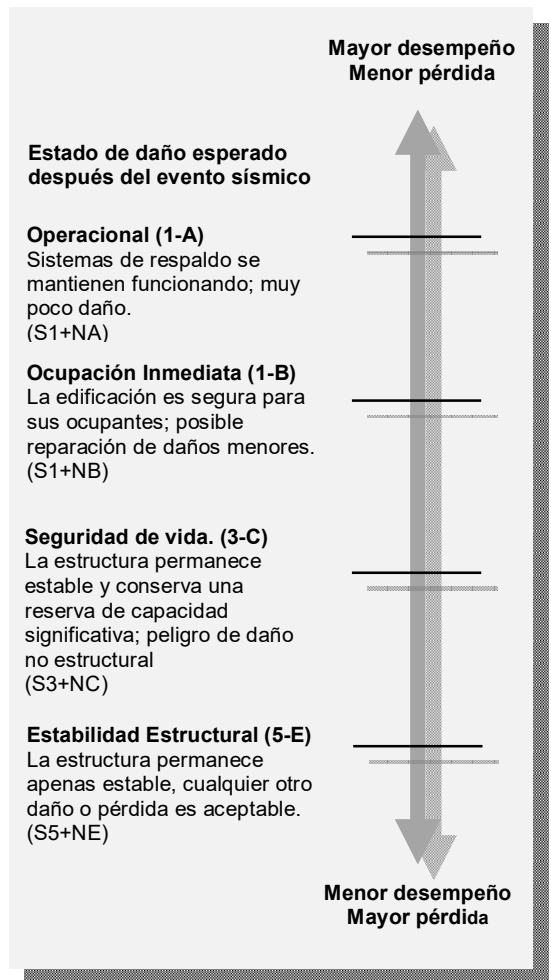 Mayor desempeño
Menor pérdida
Estado de daño esperado
después del evento sísmico
Operacional (1-A)
Sistemas de respaldo se
mantienen funcionando; muy
poco daño.
(S1+NA)
Ocupación Inmediata (1-B)
La edificación es segura para
sus ocupantes; posible
reparación de daños menores.
(S1+NB)
Seguridad de vida. (3-C)
La estructura permanece
estable y conserva una
reserva de capacidad
significativa; peligro de daño
no estructural
(S3+NC)
Estabilidad Estructural (5-E)
La estructura permanece
apenas estable, cualquier otro
daño o pérdida es aceptable.
(S5+NE)
Menor desempeño
Mayor pérdida